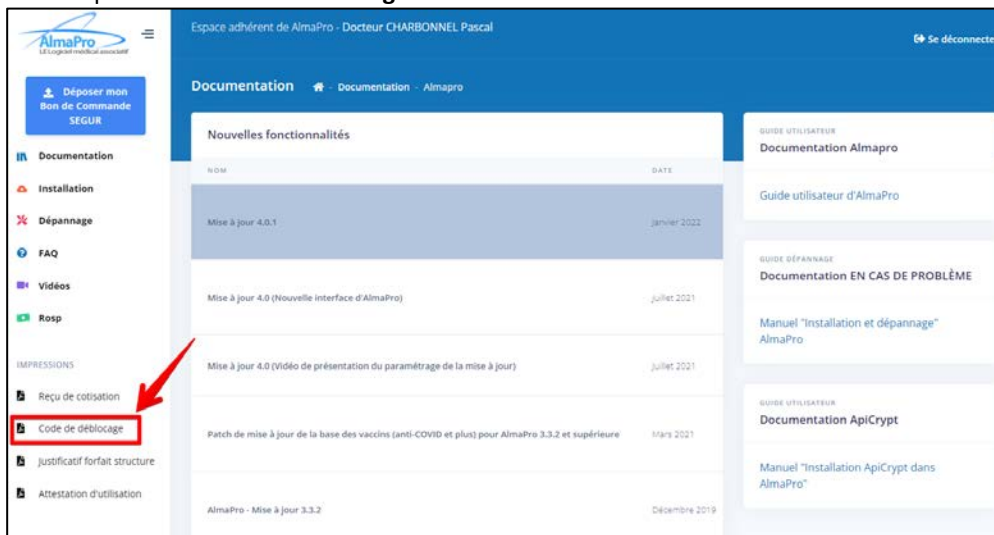 AlmaPro
LE Logiciel médical associatif
Espace adhérent de AlmaPro - Docteur CHARBONNEL Pascal
Se déconnecte
Déposer mon
Bon de Commande
SEGUR
Documentation
Installation
Dépannage
FAQ
Vidéos
Rosp
IMPRESSIONS
Reçu de cotisation
Code de déblocage
Justificatif forfait structure
Attestation d'utilisation
Documentation - Documentation - Almapro
Nouvelles fonctionnalités
NOM DATE
Mise à jour 4.0.1 Janvier 2022
Mise à jour 4.0 (Nouvelle interface d'AlmaPro) Juillet 2021
Mise à jour 4.0 (Vidéo de présentation du paramétrage de la mise à jour) Juillet 2021
Patch de mise à jour de la base des vaccins (anti-COVID et plus) pour AlmaPro 3.3.2 et supérieure Mars 2021
AlmaPro - Mise à jour 3.3.2 Décembre 2019
GUIDE UTILISATEUR
Documentation Almapro
Guide utilisateur d'AlmaPro
GUIDE DÉPANNAGE
Documentation EN CAS DE PROBLÈME
Manuel "Installation et dépannage"
AlmaPro
GUIDE UTILISATEUR
Documentation ApiCrypt
Manuel "Installation ApiCrypt dans
AlmaPro"